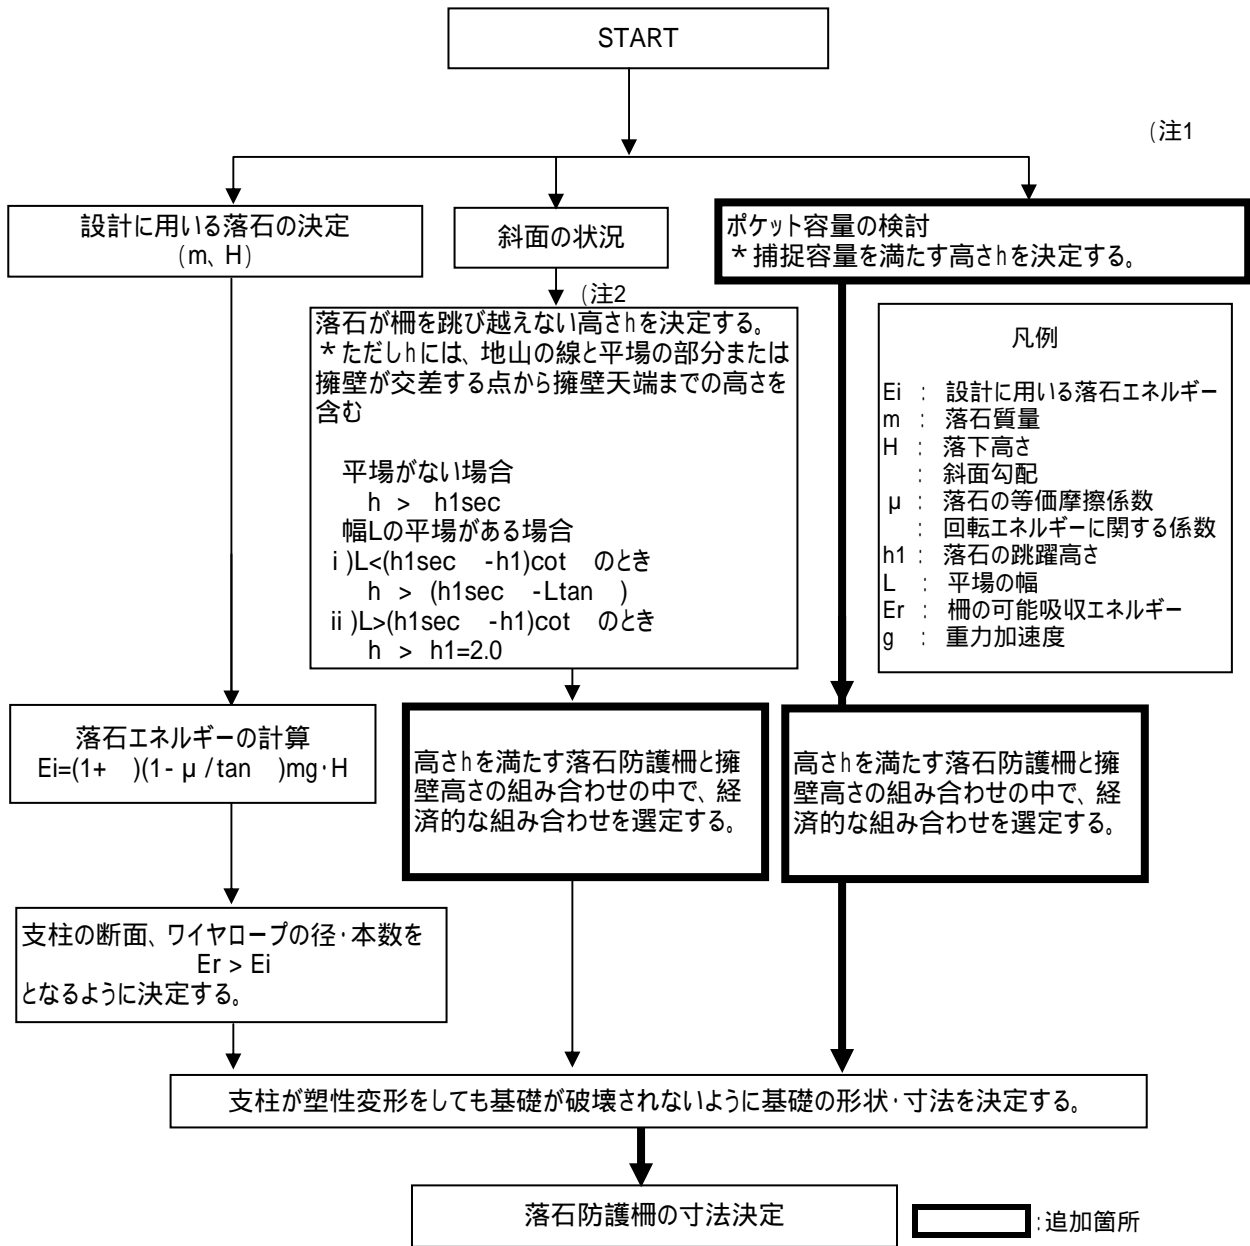 START
(注1
設計に用いる落石の決定
(m、H)
斜面の状況
ポケット容量の検討
*捕捉容量を満たす高さhを決定する。
(注2
落石が柵を跳び越えない高さhを決定する。
*ただしhには、地山の線と平場の部分または
擁壁が交差する点から擁壁天端までの高さを
含む
平場がない場合
h > h1sec
幅Lの平場がある場合
i)L<(h1sec -h1)cot のとき
h > (h1sec -Ltan )
ii)L>(h1sec -h1)cot のとき
h > h1=2.0
凡例
Ei : 設計に用いる落石エネルギー
m : 落石質量
H : 落下高さ
: 斜面勾配
μ : 落石の等価摩擦係数
: 回転エネルギーに関する係数
h1 : 落石の跳躍高さ
L : 平場の幅
Er : 柵の可能吸収エネルギー
g : 重力加速度
落石エネルギーの計算
Ei=(1+ )(1-μ/tan )mg・H
高さhを満たす落石防護柵と擁
壁高さの組み合わせの中で、経
済的な組み合わせを選定する。
高さhを満たす落石防護柵と擁
壁高さの組み合わせの中で、経
済的な組み合わせを選定する。
支柱の断面、ワイヤロープの径・本数を
Er > Ei
となるように決定する。
支柱が塑性変形をしても基礎が破壊されないように基礎の形状・寸法を決定する。
落石防護柵の寸法決定
:追加箇所